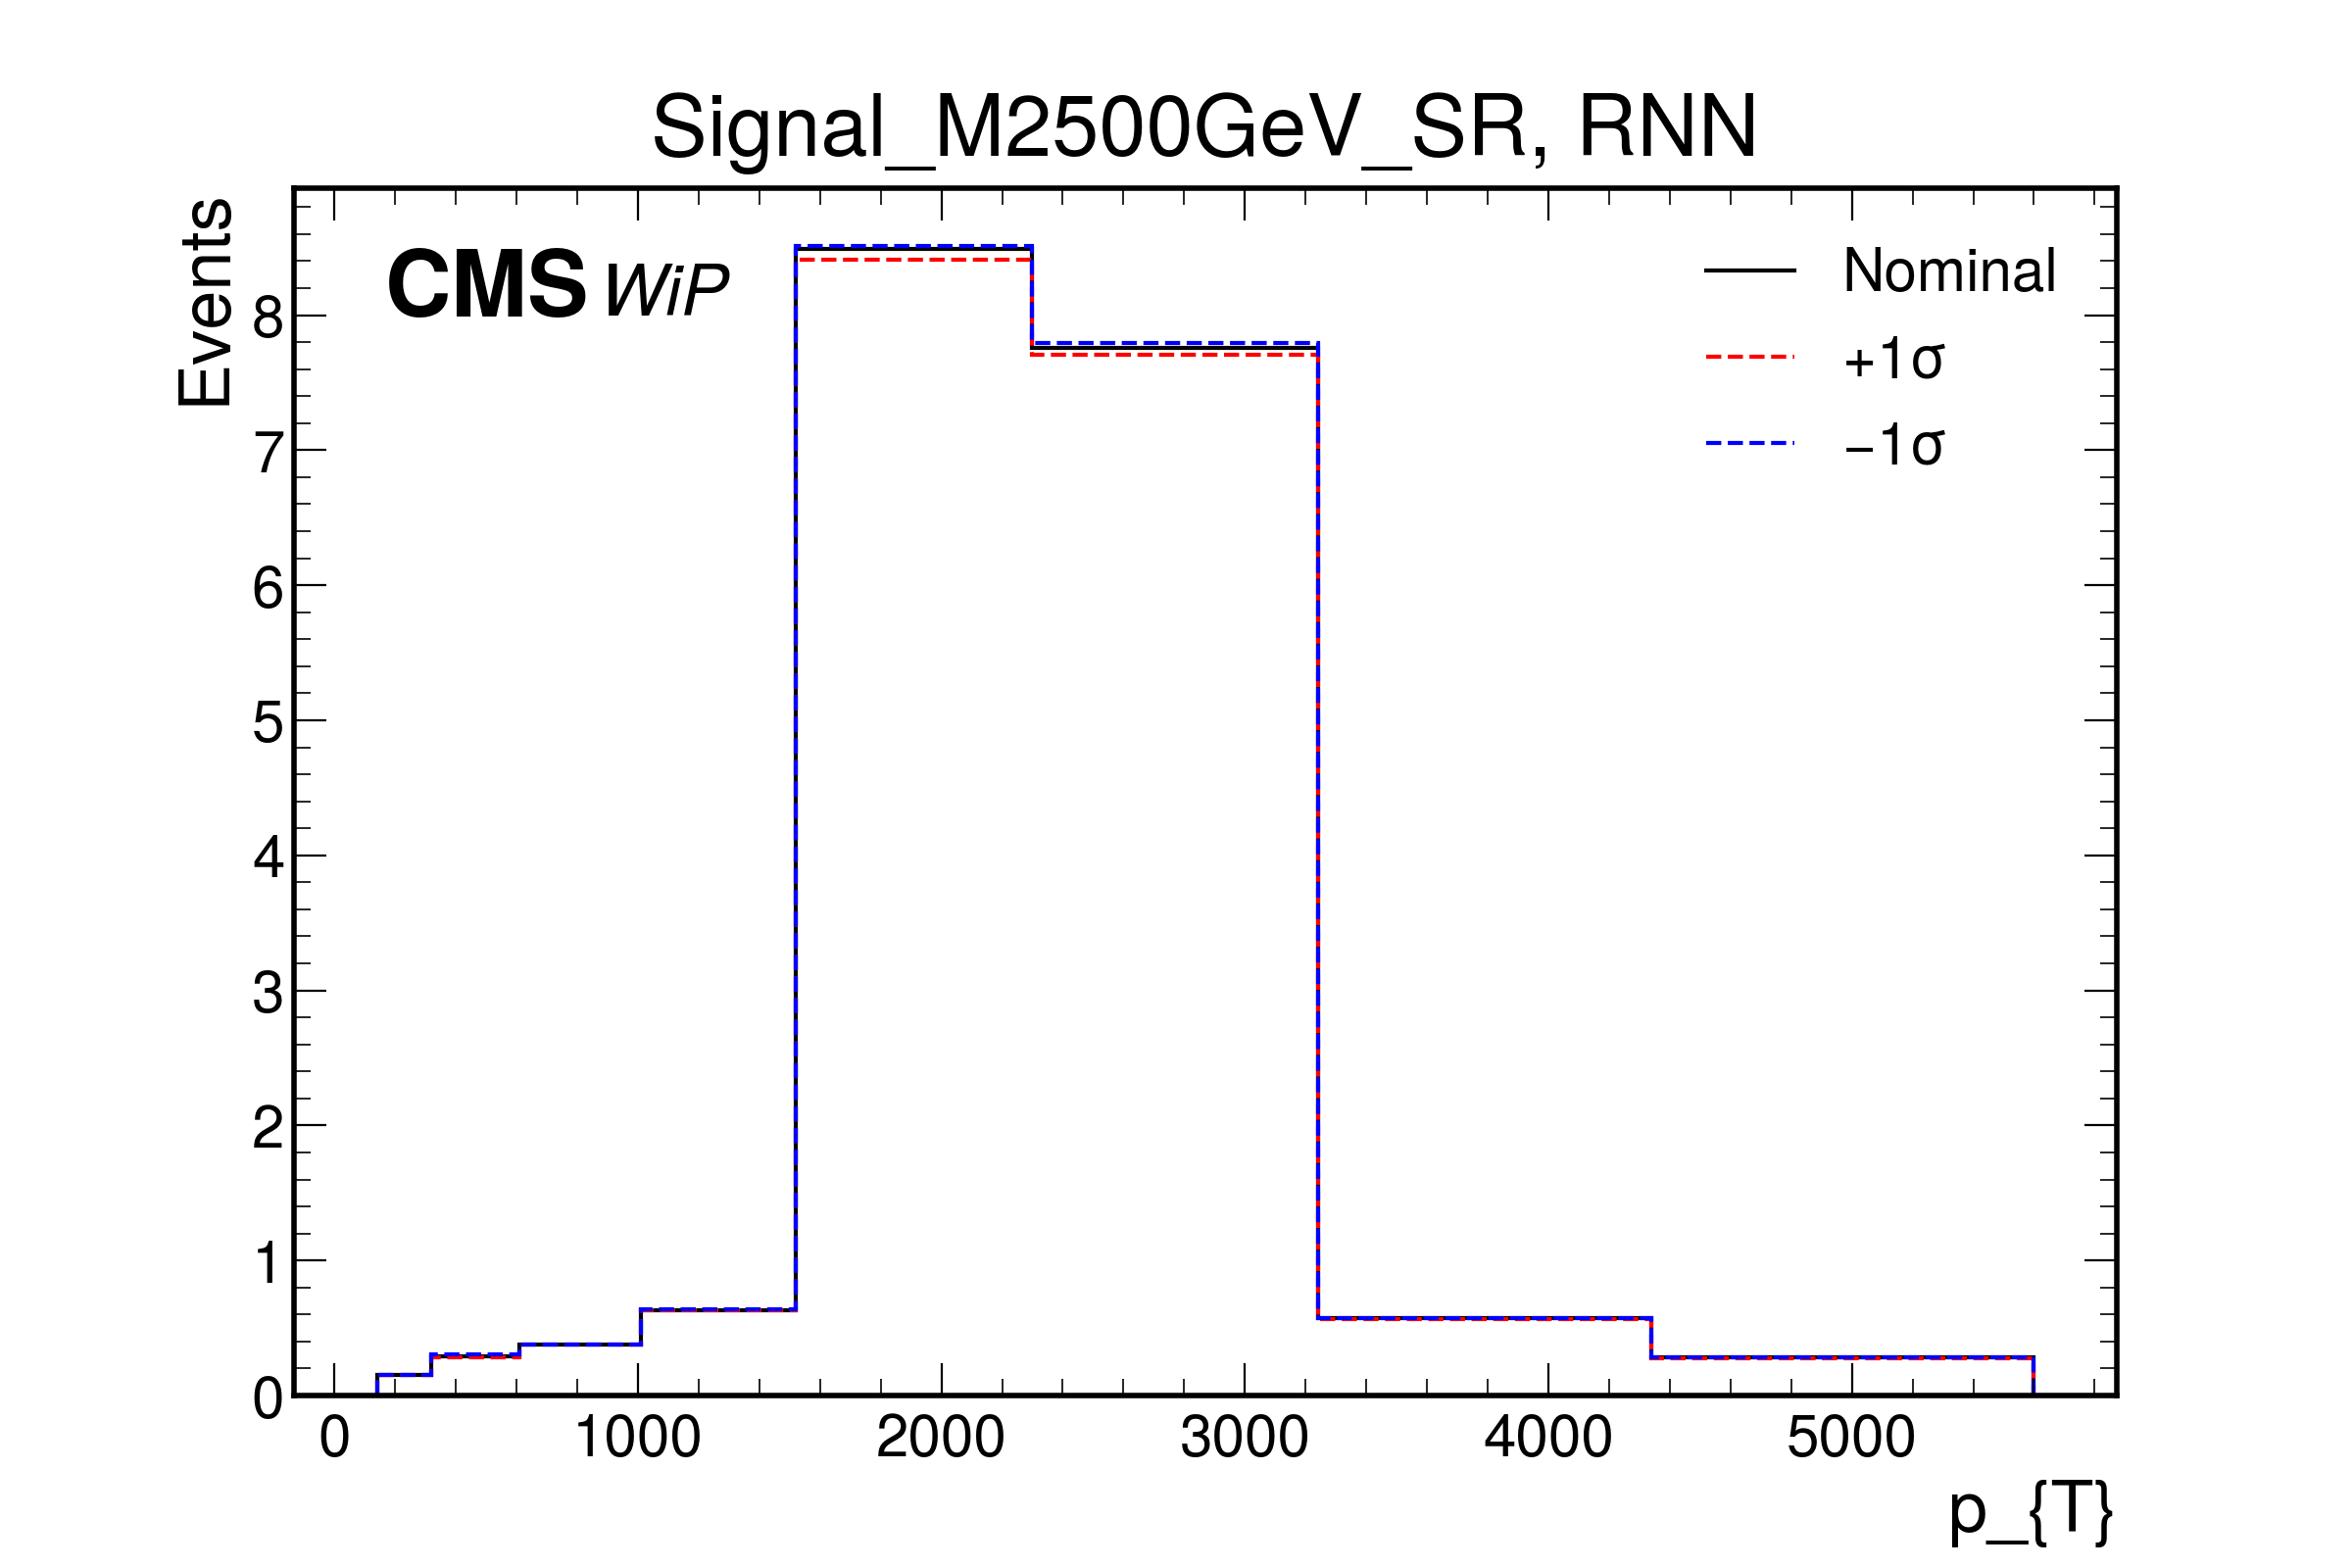 Signal_M2500GeV_SR, RNN
Events
CMS WiP
Nominal
+1σ
−1σ
8
7
6
5
4
3
2
1
0
0 1000 2000 3000 4000 5000
p_{T}